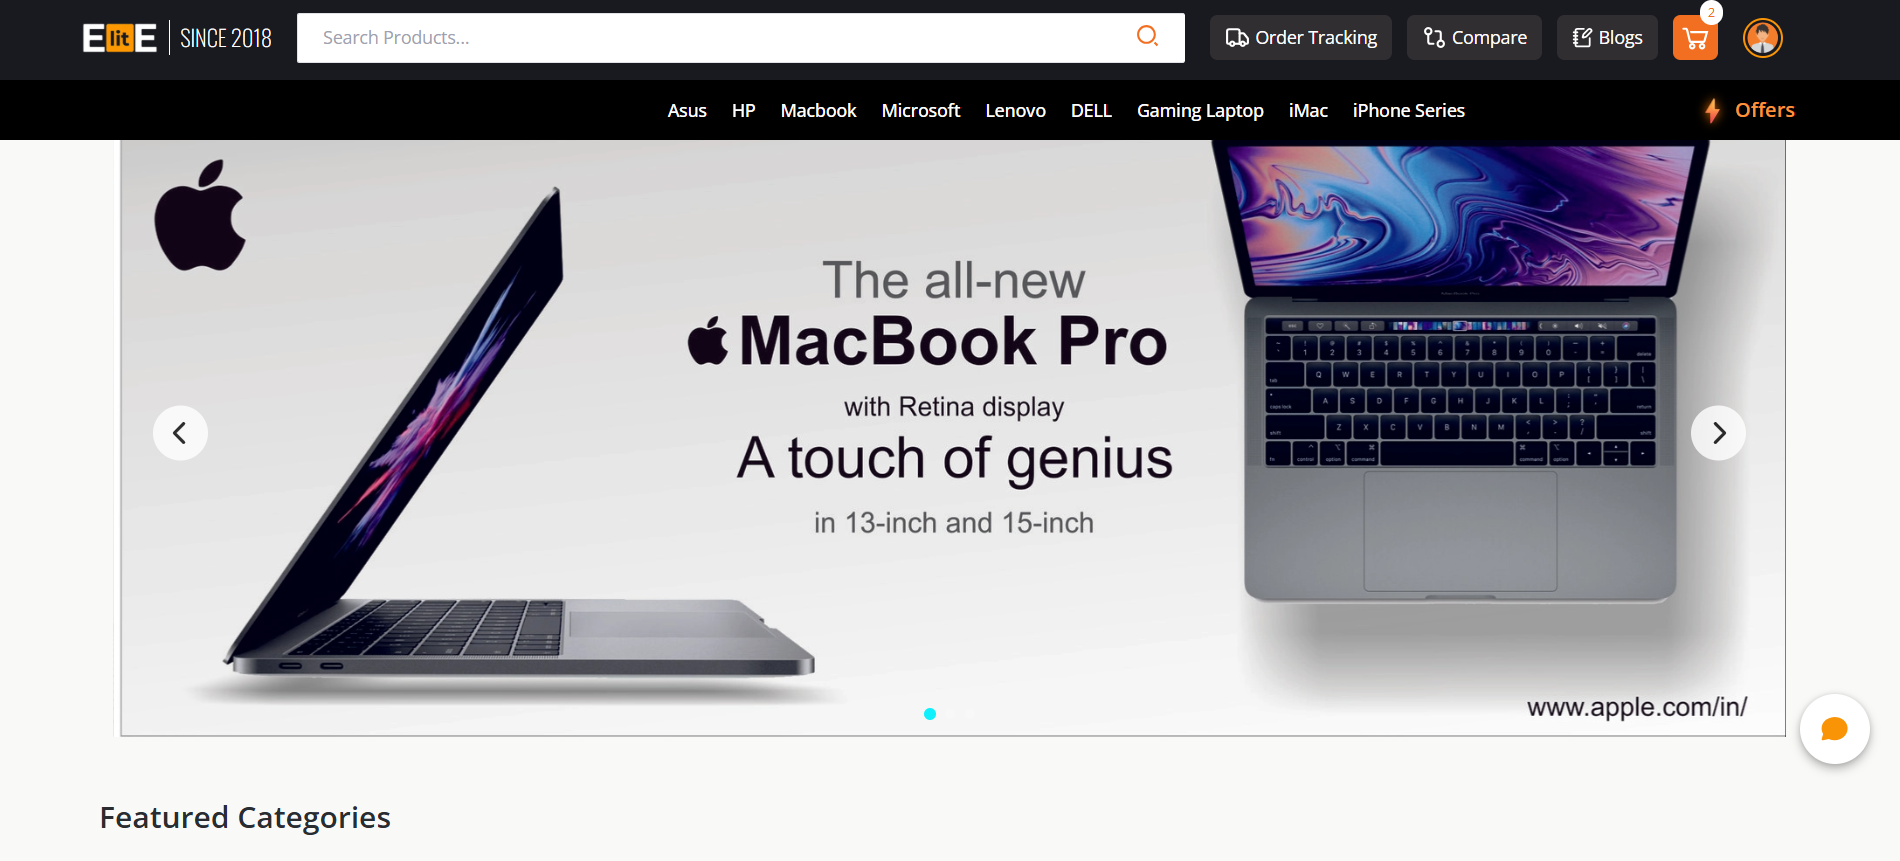 ElitE SINCE 2018
Search Products...
Order Tracking
Compare
Blogs
2
Asus HP Macbook Microsoft Lenovo DELL Gaming Laptop iMac iPhone Series
Offers
The all-new
MacBook Pro
with Retina display
A touch of genius
in 13-inch and 15-inch
www.apple.com/in/
Featured Categories